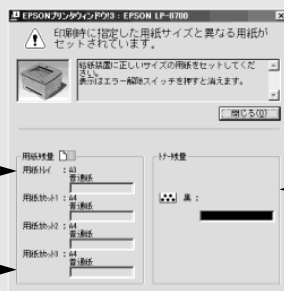 EPSONプリンタウィンドウ!3 : EPSON LP-8700
印刷時に指定した用紙サイズと異なる用紙が
セットされています。
給紙装置に正しいサイズの用紙をセットしてくだ
さい。
表示はエラー解除スイッチを押すと消えます。
閉じる(O)
用紙残量
用紙トレイ : A3
普通紙
用紙カセット1 : A4
普通紙
用紙カセット2 : A4
普通紙
用紙カセット3 : A4
普通紙
トナー残量
黒 :